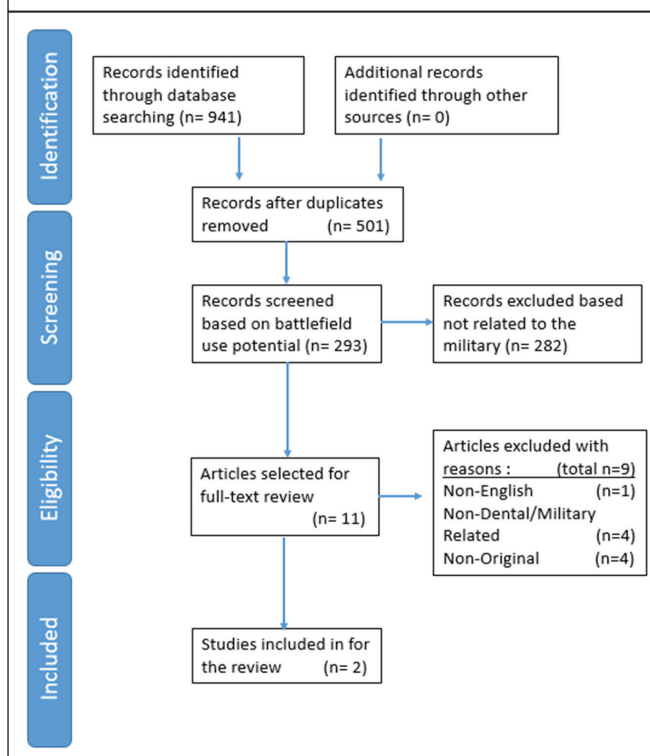 Identification
Records identified
through database
searching (n= 941)
Additional records
identified through other
sources (n= 0)
Records after duplicates
removed (n= 501)
Screening
Records screened
based on battlefield
use potential (n = 293)
Records excluded based
not related to the
military (n = 282)
Eligibility
Articles selected for
full-text review
(n= 11)
Articles excluded with
reasons : (total n=9)
Non-English (n=1)
Non-Dental/Military
Related (n=4)
Non-Original (n=4)
Included
Studies included in for
the review (n= 2)